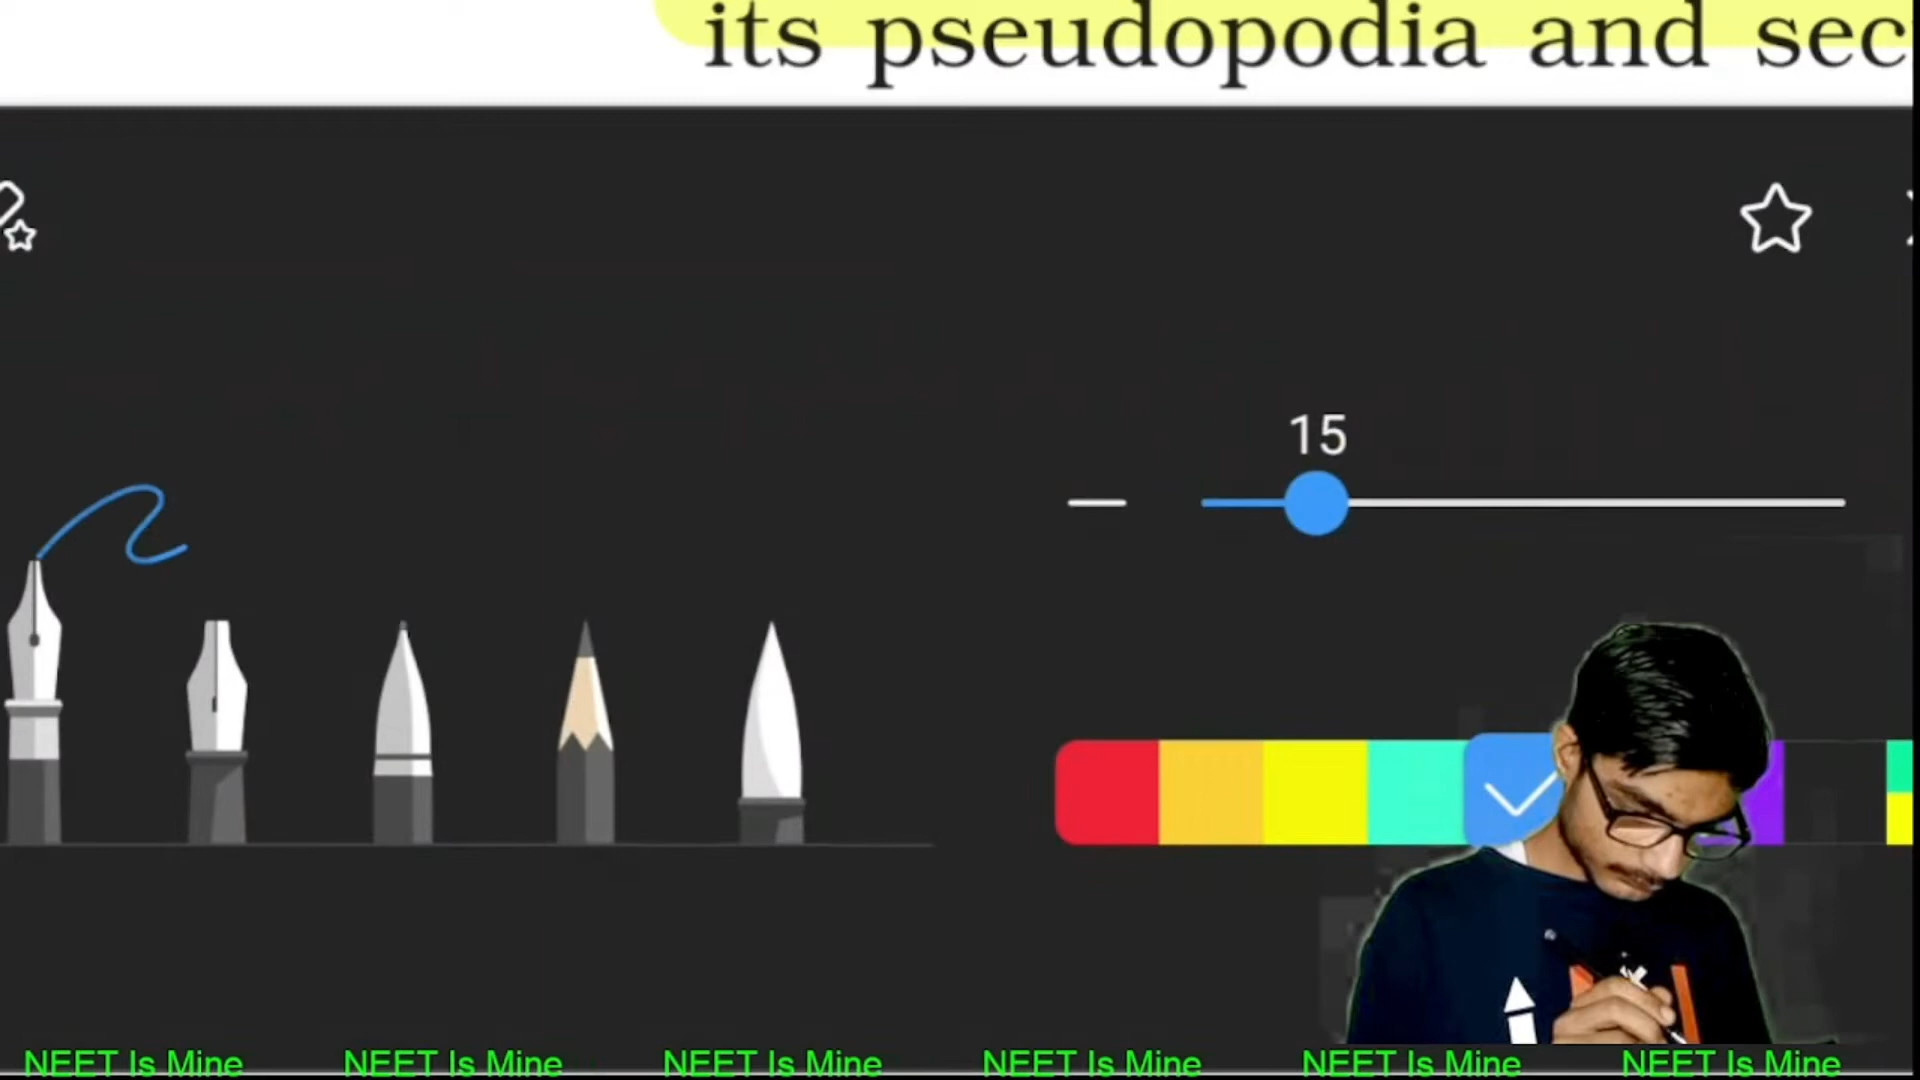 its pseudopodia and sec
15
NEET Is Mine NEET Is Mine NEET Is Mine NEET Is Mine NEET Is Mine NEET Is Mine